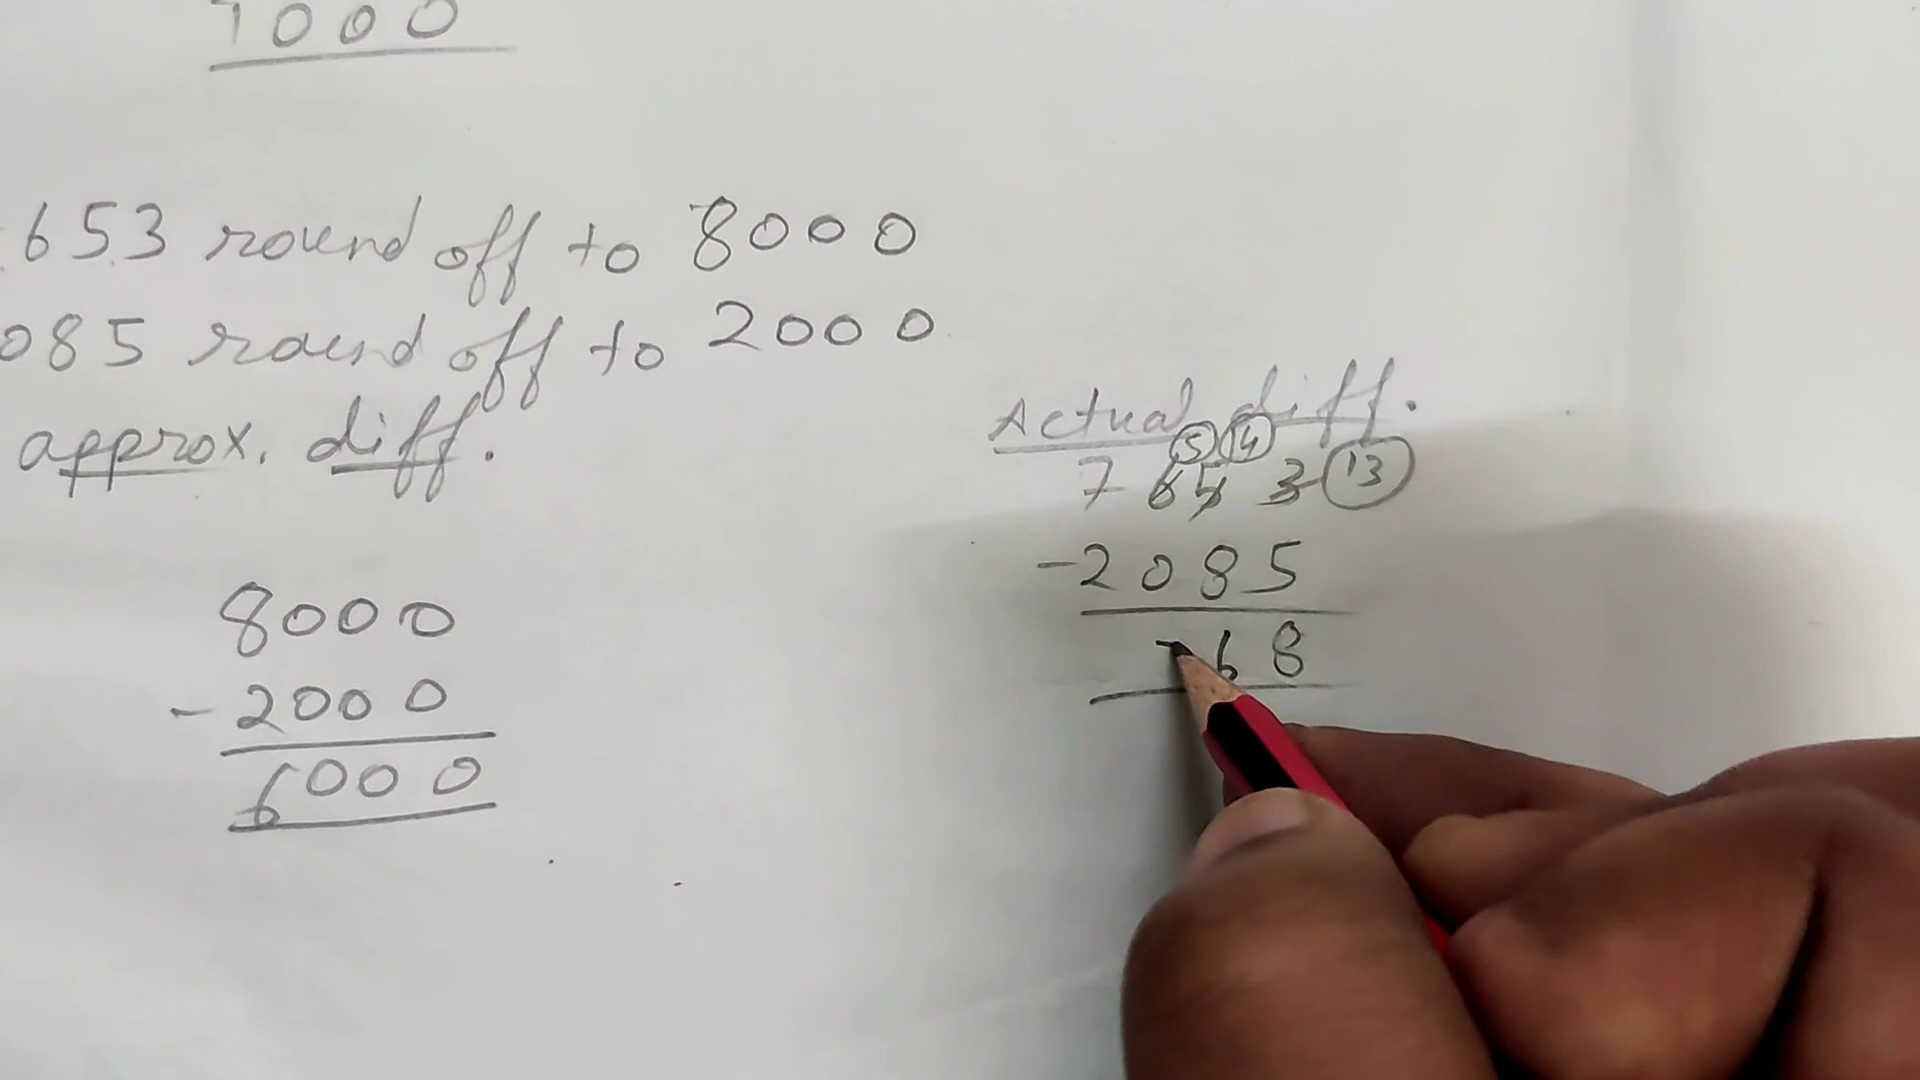 1000
653 round off to 8000
085 round off to 2000
approx. diff.
8000
- 2000
6000
Actual diff.
5 14
7 6 5 3 13
- 2 0 8 5
6 8